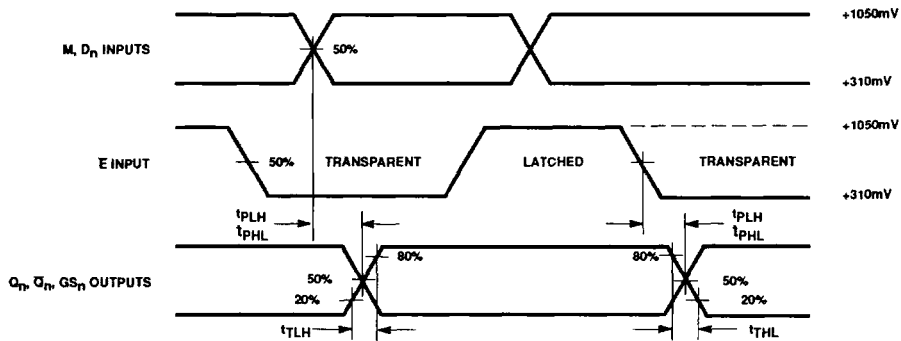 +1050mV
M, Dn INPUTS
50%
+310mV
+1050mV
E̅ INPUT
50%
TRANSPARENT
LATCHED
TRANSPARENT
+310mV
tPLH
tPHL
tPLH
tPHL
80%
80%
Qn, Q̅n, GSn OUTPUTS
50%
50%
20%
20%
tTLH
tTHL